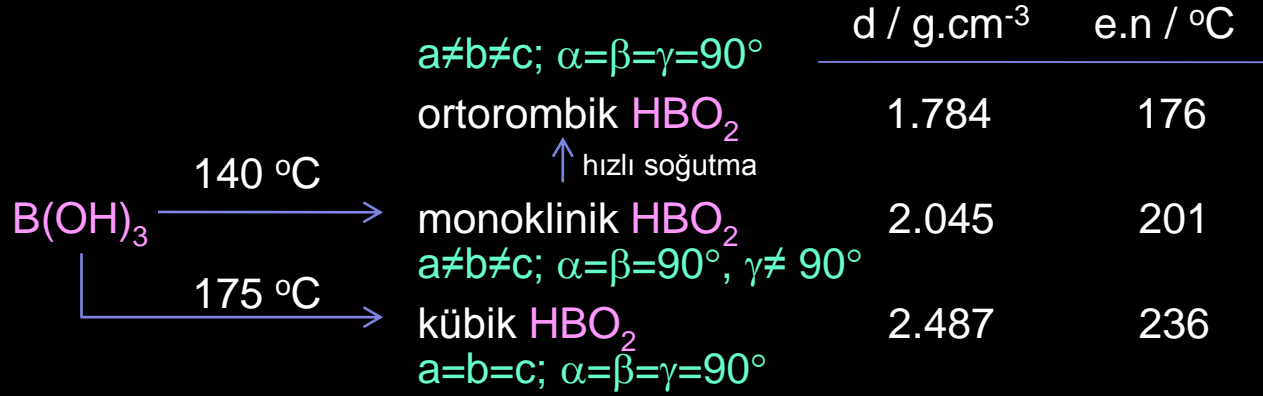 d / g.cm⁻³ e.n / ᵒC
a≠b≠c; α=β=γ=90°
ortorombik HBO₂ 1.784 176
hızlı soğutma
140 ᵒC
B(OH)₃ monoklinik HBO₂ 2.045 201
a≠b≠c; α=β=90°, γ≠ 90°
175 ᵒC
kübik HBO₂ 2.487 236
a=b=c; α=β=γ=90°